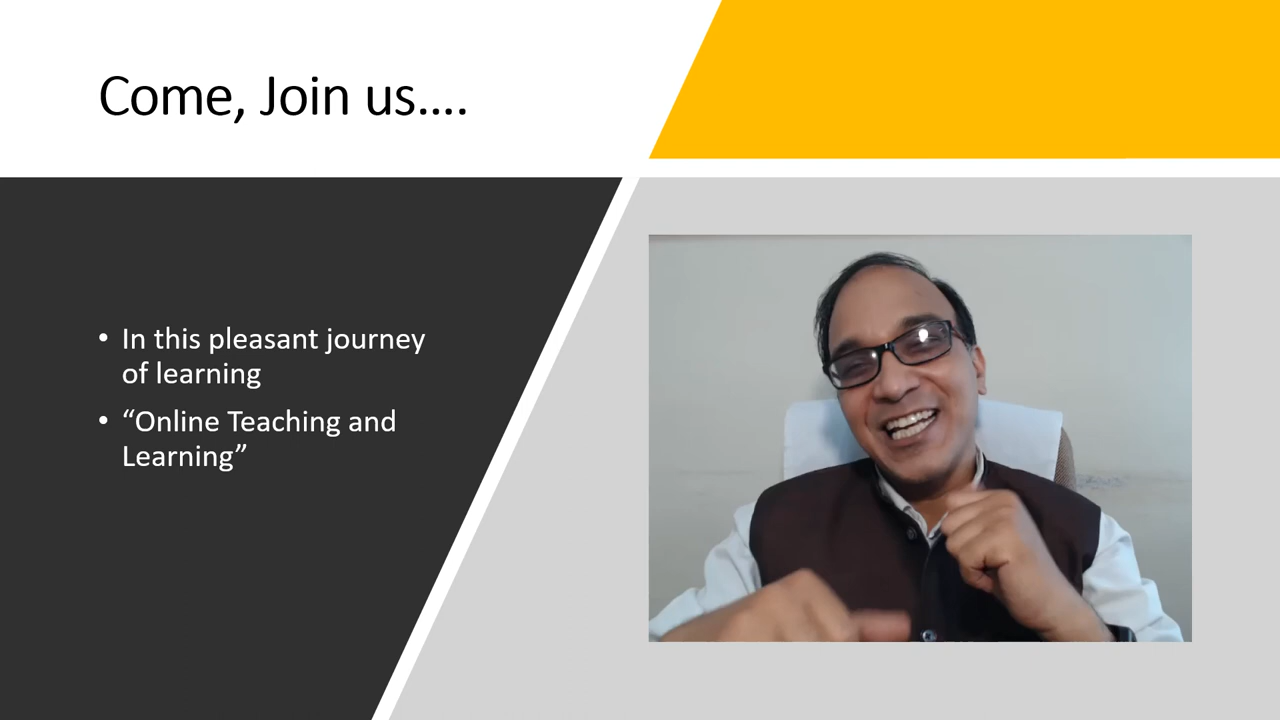 Come, Join us....
• In this pleasant journey
of learning
• “Online Teaching and
Learning”